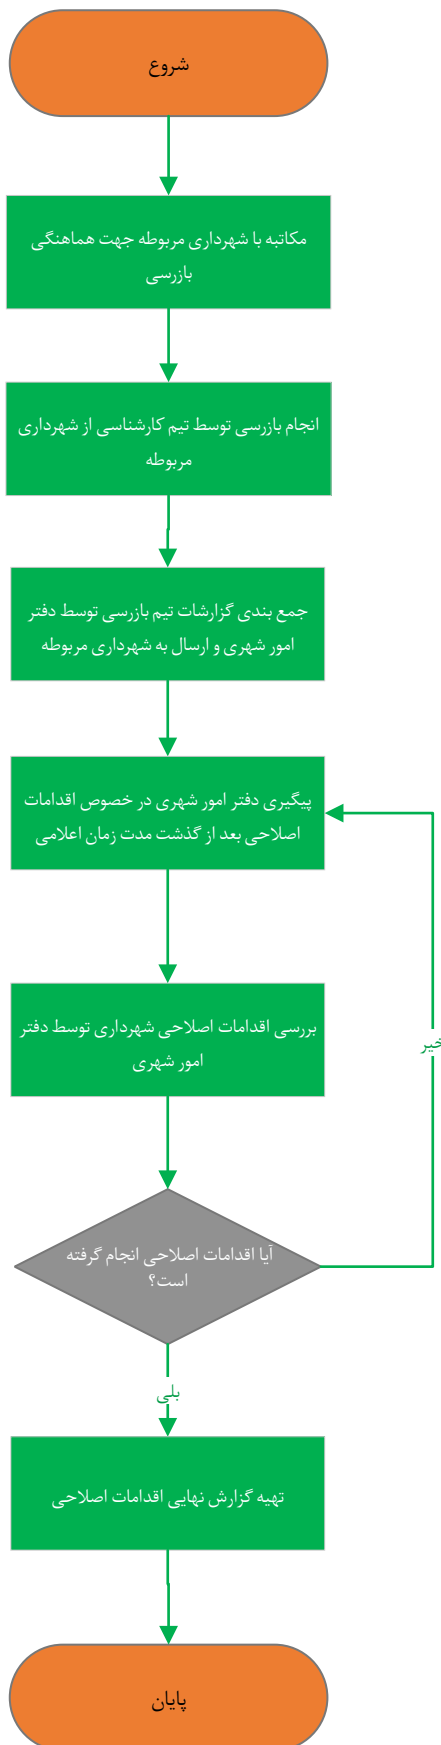 شروع
مکاتبه با شهرداری مربوطه جهت هماهنگی
بازرسی
انجام بازرسی توسط تیم کارشناسی از شهرداری
مربوطه
جمع بندی گزارشات تیم بازرسی توسط دفتر
امور شهری و ارسال به شهرداری مربوطه
پیگیری دفتر امور شهری در خصوص اقدامات
اصلاحی بعد از گذشت مدت زمان اعلامی
بررسی اقدامات اصلاحی شهرداری توسط دفتر
امور شهری
خیر
آیا اقدامات اصلاحی انجام گرفته
است؟
بلی
تهیه گزارش نهایی اقدامات اصلاحی
پایان